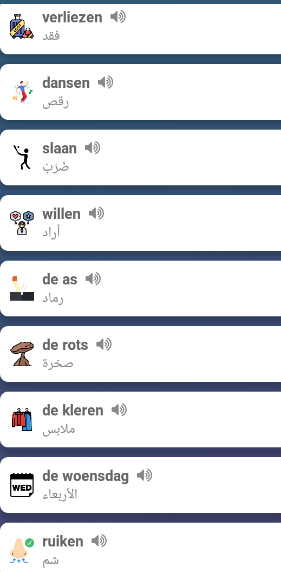 verliezen
فقد
dansen
رقص
slaan
ضَرَبَ
willen
أراد
de as
رماد
de rots
صخرة
de kleren
ملابس
de woensdag
WED
الأربعاء
ruiken
شم